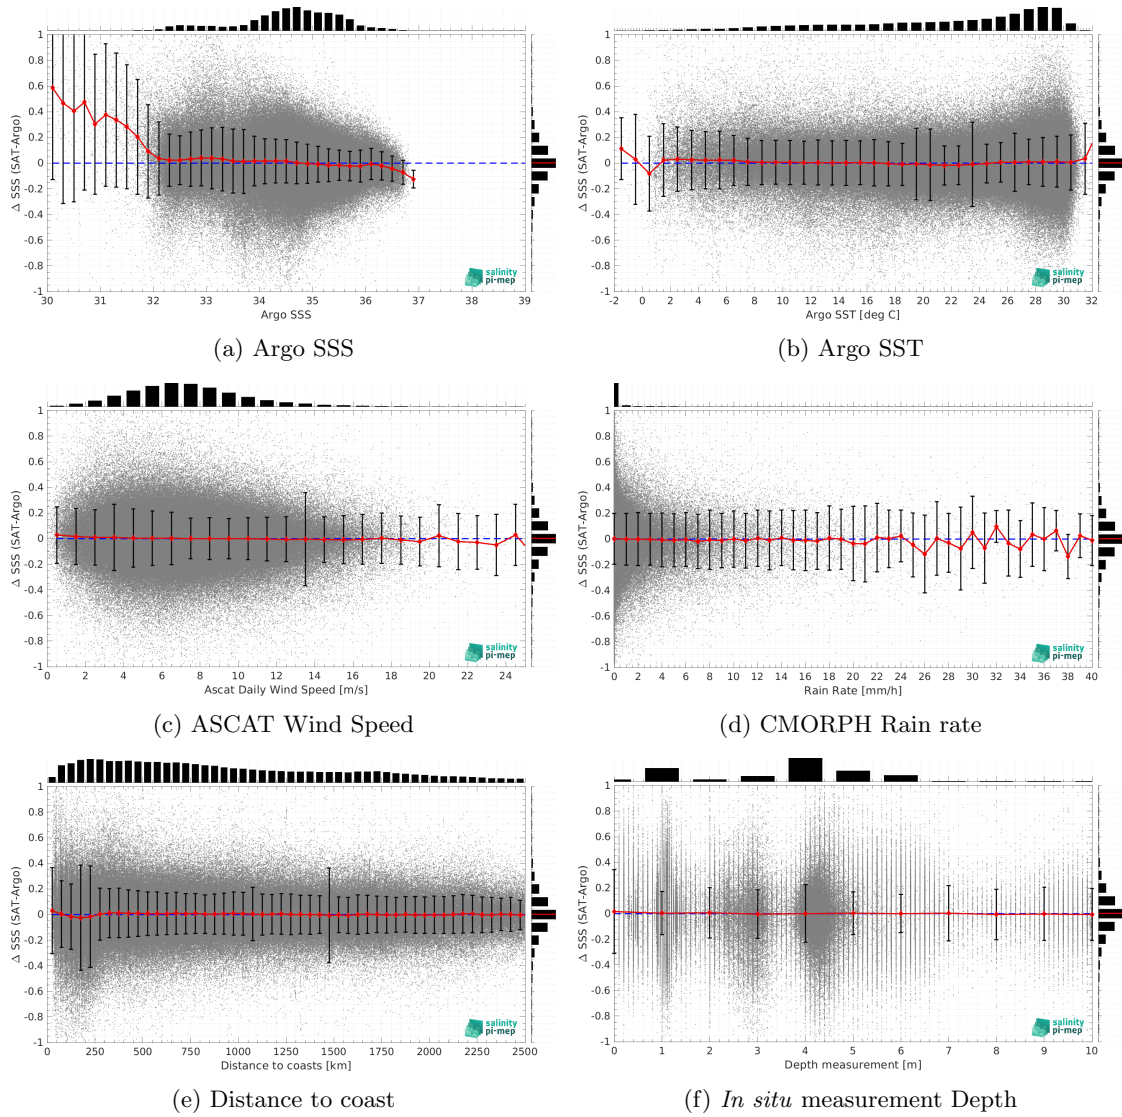 1
0.8
0.6
0.4
0.2
0
-0.2
-0.4
-0.6
-0.8
-1
Δ SSS (SAT-Argo)
salinity
pi-mep
30 31 32 33 34 35 36 37 38 39
Argo SSS
(a) Argo SSS
1
0.8
0.6
0.4
0.2
0
-0.2
-0.4
-0.6
-0.8
-1
Δ SSS (SAT-Argo)
salinity
pi-mep
-2 0 2 4 6 8 10 12 14 16 18 20 22 24 26 28 30 32
Argo SST [deg C]
(b) Argo SST
1
0.8
0.6
0.4
0.2
0
-0.2
-0.4
-0.6
-0.8
-1
Δ SSS (SAT-Argo)
salinity
pi-mep
0 2 4 6 8 10 12 14 16 18 20 22 24
Ascat Daily Wind Speed [m/s]
(c) ASCAT Wind Speed
1
0.8
0.6
0.4
0.2
0
-0.2
-0.4
-0.6
-0.8
-1
Δ SSS (SAT-Argo)
salinity
pi-mep
0 2 4 6 8 10 12 14 16 18 20 22 24 26 28 30 32 34 36 38 40
Rain Rate [mm/h]
(d) CMORPH Rain rate
1
0.8
0.6
0.4
0.2
0
-0.2
-0.4
-0.6
-0.8
-1
Δ SSS (SAT-Argo)
salinity
pi-mep
0 250 500 750 1000 1250 1500 1750 2000 2250 2500
Distance to coasts [km]
(e) Distance to coast
1
0.8
0.6
0.4
0.2
0
-0.2
-0.4
-0.6
-0.8
-1
Δ SSS (SAT-Argo)
salinity
pi-mep
0 1 2 3 4 5 6 7 8 9 10
Depth measurement [m]
(f) In situ measurement Depth